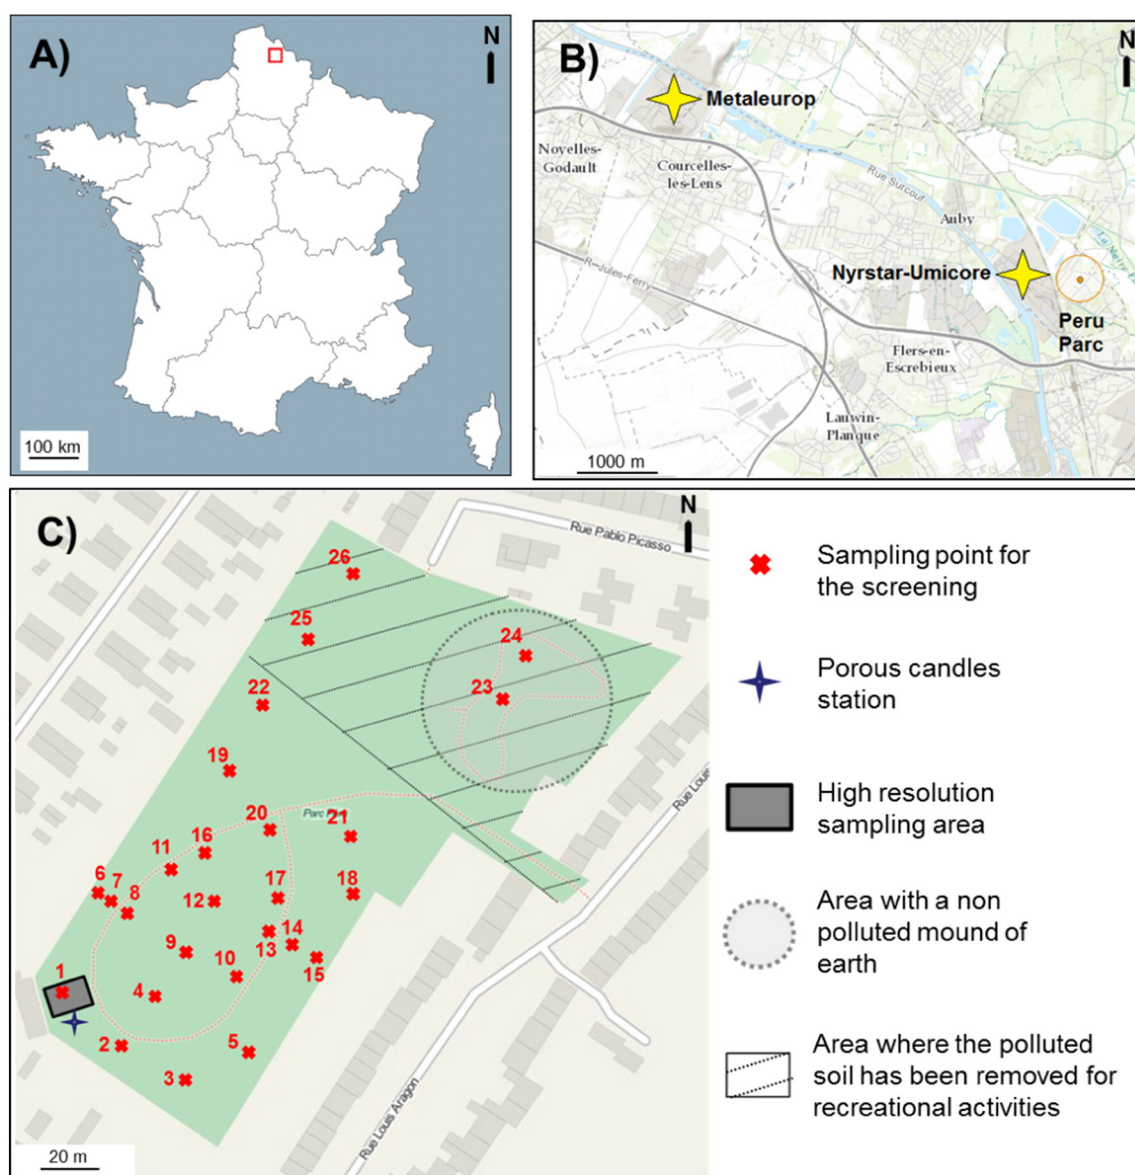 A)
N
100 km
B)
N
Metaleurop
Noyelles-
Godault
Courcelles-
les-Lens
Rue Surcouf
Auby
R-Jules-Ferry
Nyrstar-Umicore
Peru
Parc
Flers-en-
Escrebieux
Lauwin-
Planque
1000 m
C)
N
Rue Pablo Picasso
26
25
24
23
22
19
20
Parc
21
16
11
6
7
8
12
17
18
9
13
14
15
10
1
4
2
5
3
Rue Louis
Rue Louis Aragon
20 m
Sampling point for
the screening
Porous candles
station
High resolution
sampling area
Area with a non
polluted mound of
earth
Area where the polluted
soil has been removed for
recreational activities